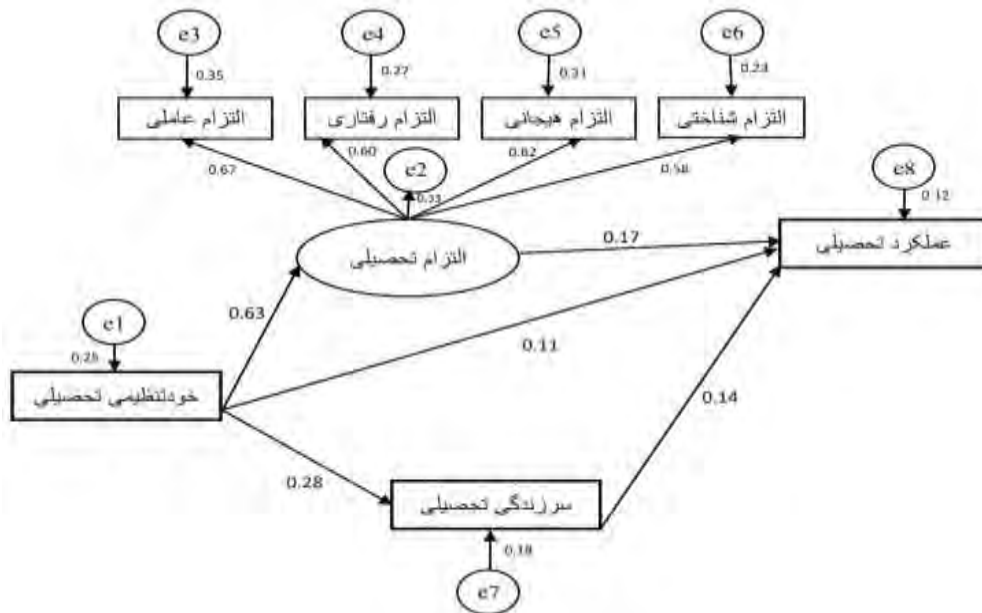 e3
e4
e5
e6
0.35
0.27
0.31
0.23
التزام عاملی
التزام رفتاری
التزام هیجانی
التزام شناختی
0.67
0.60
0.62
0.58
e2
0.33
e8
0.12
التزام تحصیلی
0.17
عملکرد تحصیلی
0.63
0.11
e1
0.25
خودتنظیمی تحصیلی
0.14
0.28
سرزندگی تحصیلی
0.18
e7